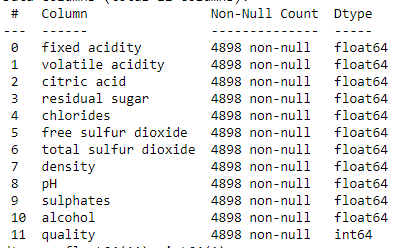 #   Column                Non-Null Count  Dtype
---  ------                --------------  -----
 0   fixed acidity         4898 non-null   float64
 1   volatile acidity      4898 non-null   float64
 2   citric acid           4898 non-null   float64
 3   residual sugar        4898 non-null   float64
 4   chlorides             4898 non-null   float64
 5   free sulfur dioxide   4898 non-null   float64
 6   total sulfur dioxide  4898 non-null   float64
 7   density               4898 non-null   float64
 8   pH                    4898 non-null   float64
 9   sulphates             4898 non-null   float64
 10  alcohol               4898 non-null   float64
 11  quality               4898 non-null   int64